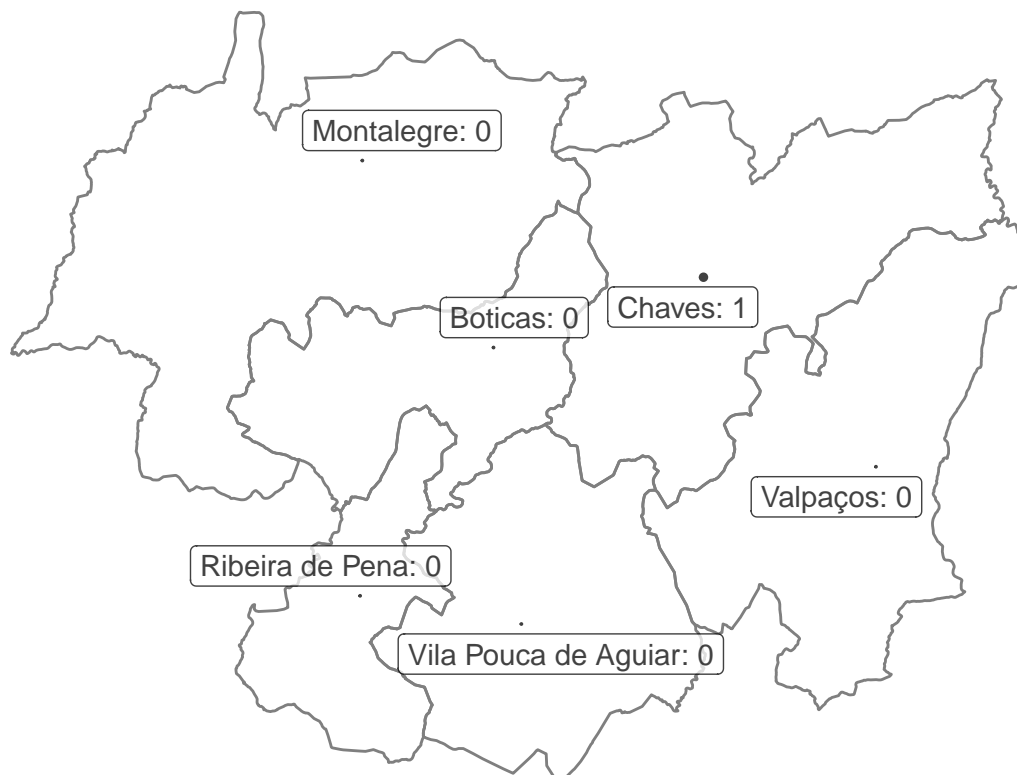 Montalegre: 0
Boticas: 0
Chaves: 1
Valpaços: 0
Ribeira de Pena: 0
Vila Pouca de Aguiar: 0